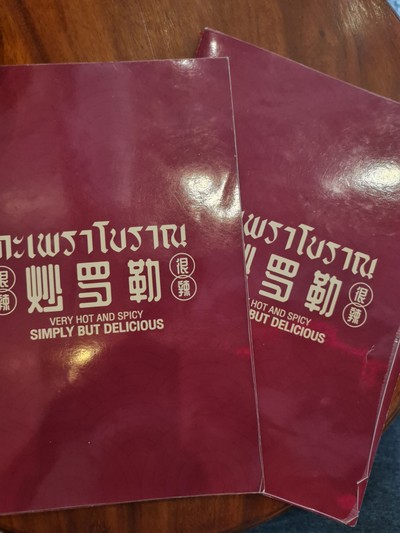 กะเพราโบราณ
很辣 炒罗勒 很辣
VERY HOT AND SPICY
SIMPLY BUT DELICIOUS
เพราโบราณ
炒罗勒 很辣
HOT AND SPICY
BUT DELICIOUS